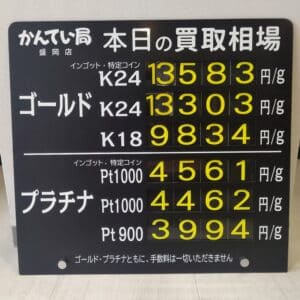 かんてい局 盛岡店 本日の買取相場
インゴット・特定コイン
K24 13583 円/g
ゴールド K24 13303 円/g
K18 9834 円/g
インゴット・特定コイン
Pt1000 4561 円/g
プラチナ Pt1000 4462 円/g
Pt900 3994 円/g
ゴールド・プラチナともに、手数料は一切いただきません